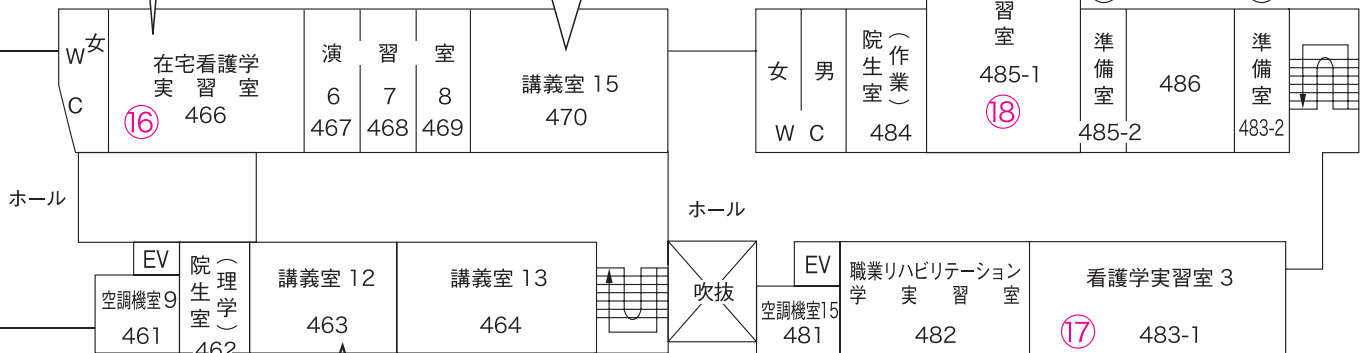 女
W
C
在宅看護学
実習室
466
⑯
演習室
6 7 8
467 468 469
講義室 15
470
女 男
W C
院生室（作業）
484
習室
485-1
⑱
準備室
485-2
486
準備室
483-2
ホール
ホール
EV
空調機室9
461
院生室（理学）
462
講義室 12
463
講義室 13
464
吹抜
EV
空調機室15
481
職業リハビリテーション
学実習室
482
看護学実習室 3
⑰ 483-1